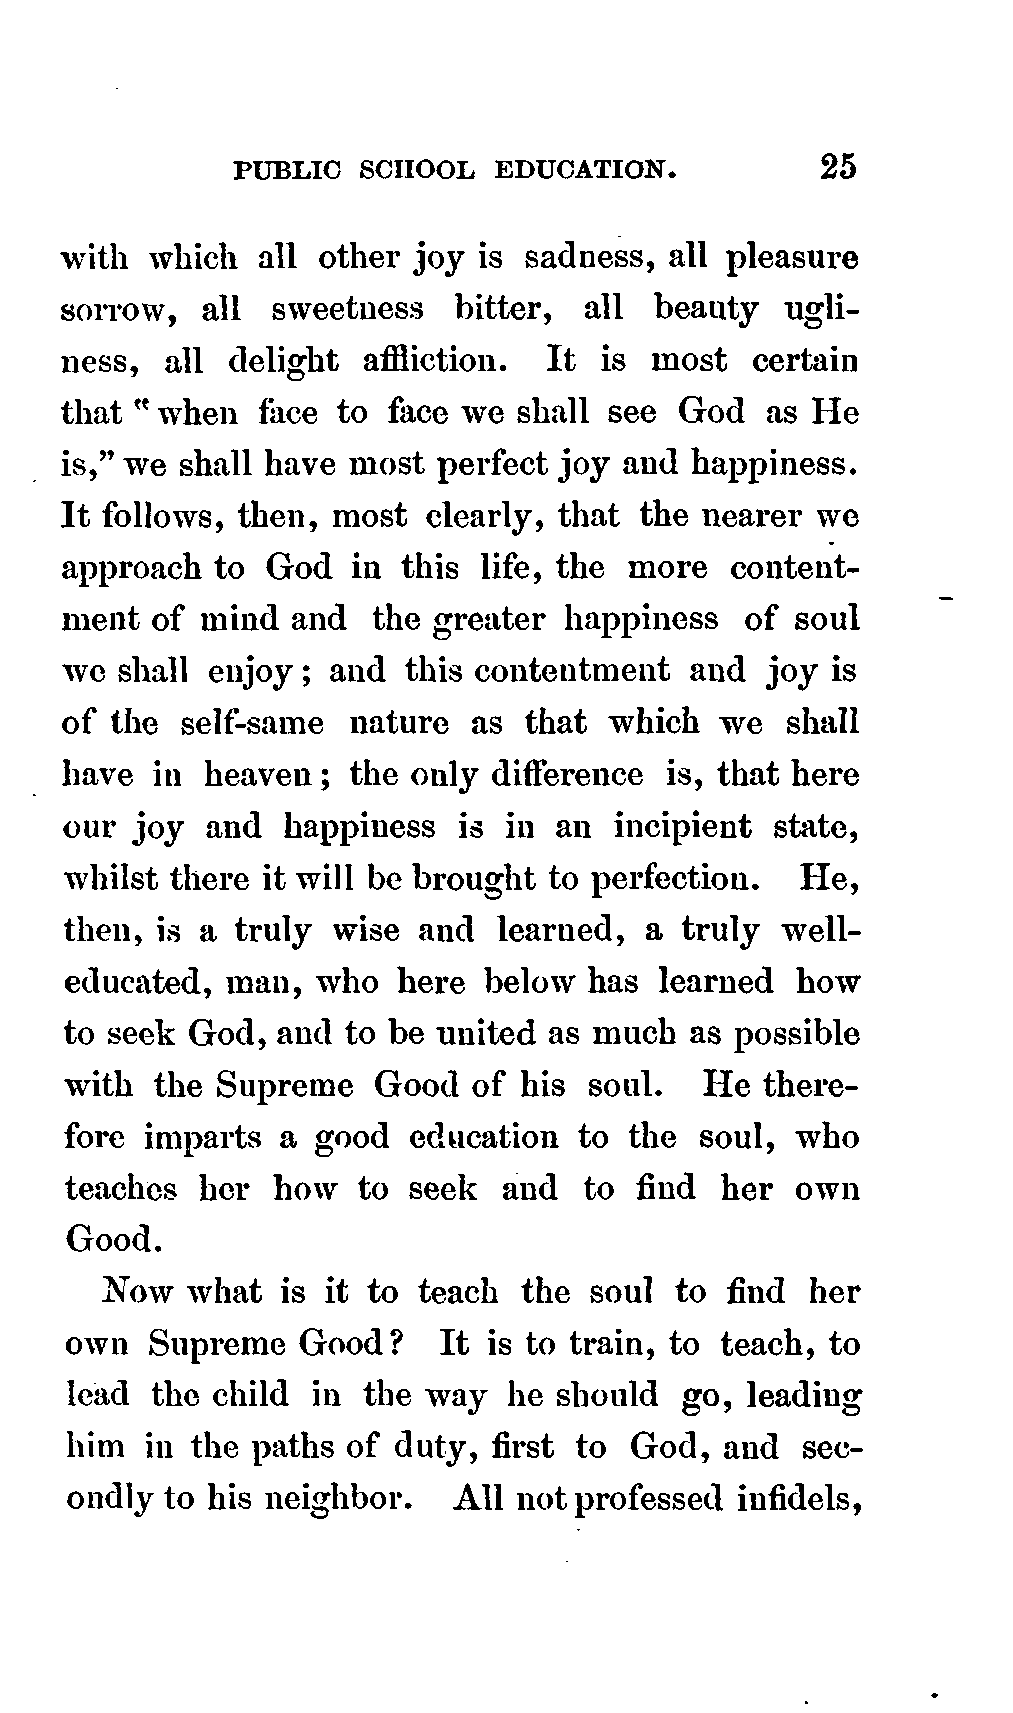 PUBLIC SCHOOL EDUCATION. 25
with which all other joy is sadness, all pleasure
sorrow, all sweetness bitter, all beauty ugli-
ness, all delight affliction. It is most certain
that "when face to face we shall see God as He
is," we shall have most perfect joy and happiness.
It follows, then, most clearly, that the nearer we
approach to God in this life, the more content-
ment of mind and the greater happiness of soul
we shall enjoy; and this contentment and joy is
of the self-same nature as that which we shall
have in heaven; the only difference is, that here
our joy and happiness is in an incipient state,
whilst there it will be brought to perfection. He,
then, is a truly wise and learned, a truly well-
educated, man, who here below has learned how
to seek God, and to be united as much as possible
with the Supreme Good of his soul. He there-
fore imparts a good education to the soul, who
teaches her how to seek and to find her own
Good.
Now what is it to teach the soul to find her
own Supreme Good? It is to train, to teach, to
lead the child in the way he should go, leading
him in the paths of duty, first to God, and sec-
ondly to his neighbor. All not professed infidels,